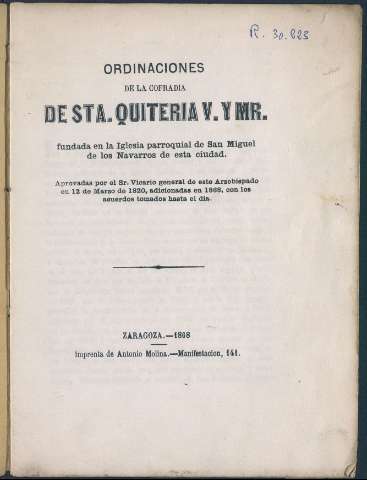 R. 30.823
ORDINACIONES
DE LA COFRADIA
DE STA. QUITERIA V. Y MR.
fundada en la Iglesia parroquial de San Miguel
de los Navarros de esta ciudad.
Aprovadas por el Sr. Vicario general de este Arzobispado
en 12 de Marzo de 1820, adicionadas en 1868, con los
acuerdos tomados hasta el dia.
ZARAGOZA.—1868
Imprenta de Antonio Molina.—Manifestacion, 141.